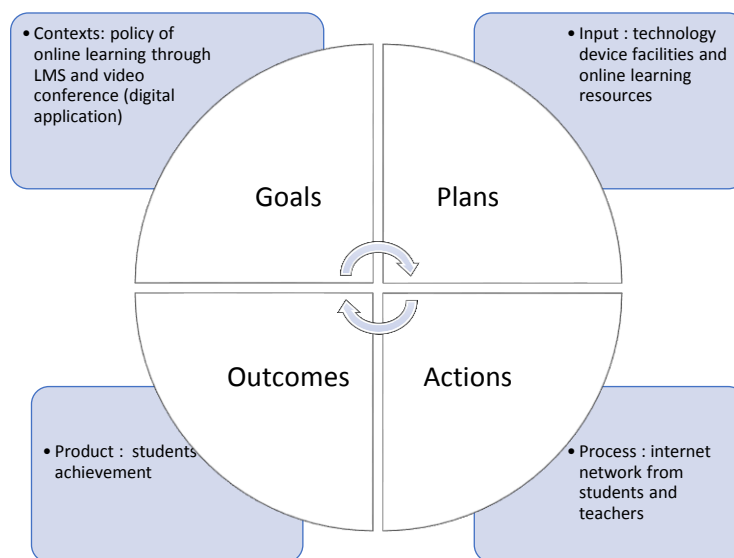 • Contexts: policy of
online learning through
LMS and video
conference (digital
application)
• Input : technology
device facilities and
online learning
resources
Goals
Plans
Outcomes
Actions
• Product : students
achievement
• Process : internet
network from
students and
teachers